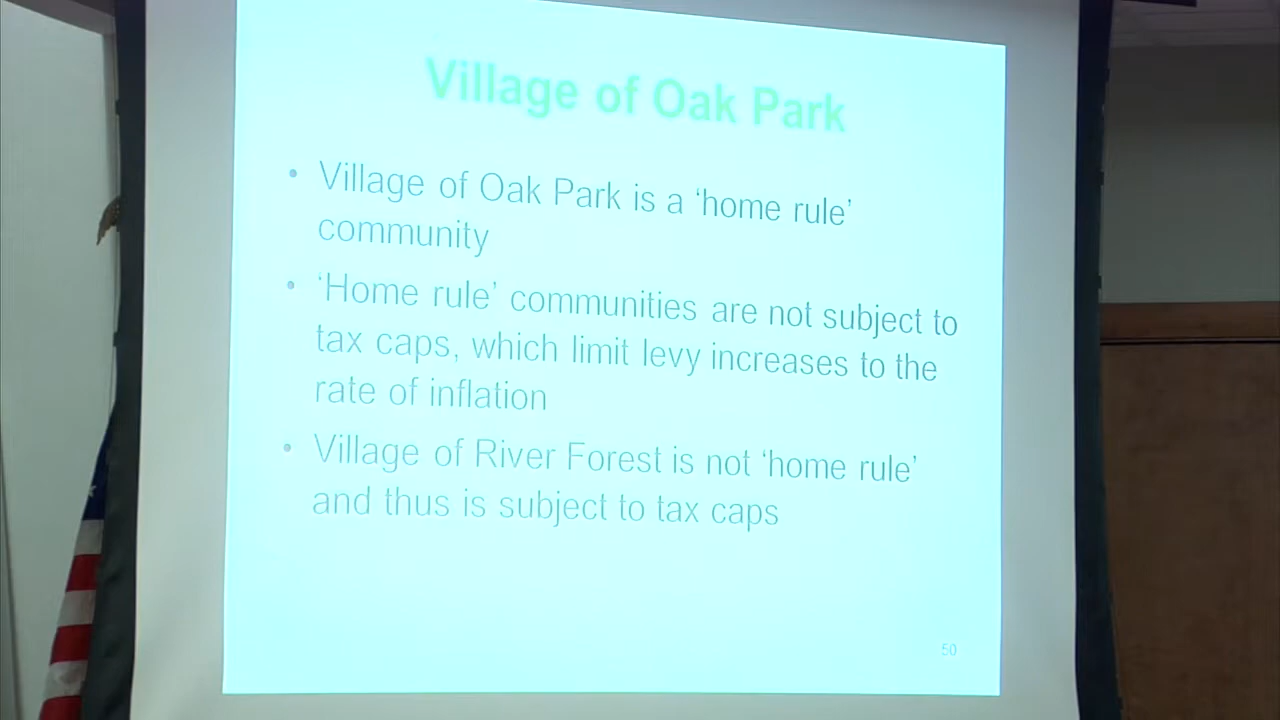 Village of Oak Park
• Village of Oak Park is a ‘home rule’
community
• ‘Home rule’ communities are not subject to
tax caps, which limit levy increases to the
rate of inflation
• Village of River Forest is not ‘home rule’
and thus is subject to tax caps
50